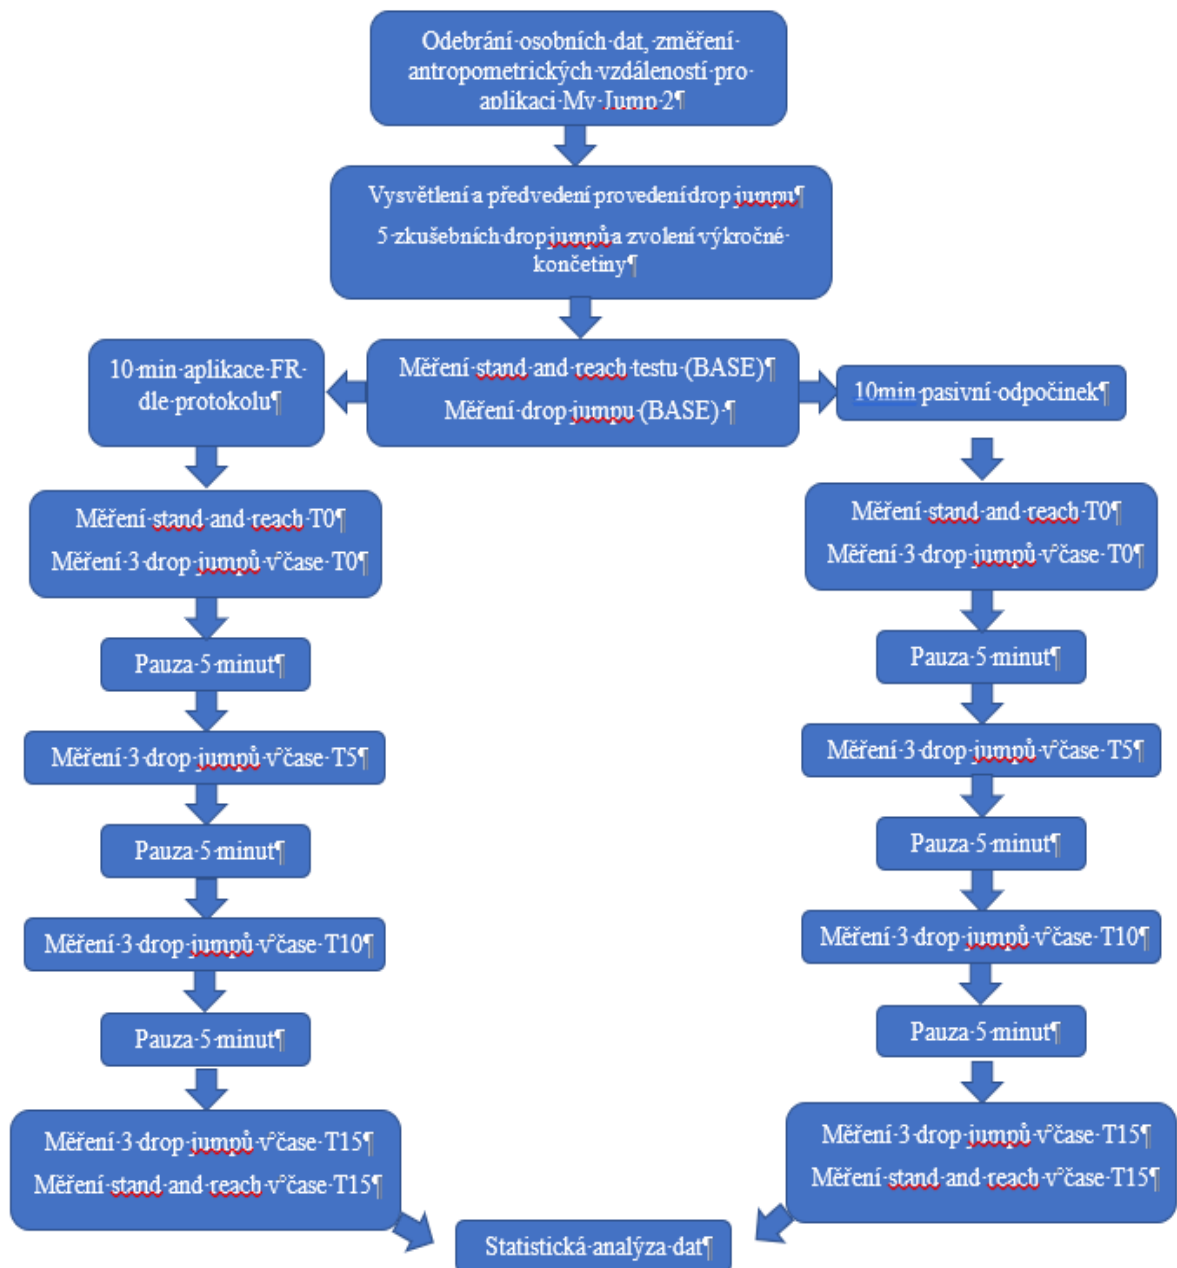 Odebrání osobních dat, změření
antropometrických vzdáleností pro
aplikaci My Jump 2¶
Vysvětlení a předvedení provedení drop jumpu¶
5 zkušebních drop jumpů a zvolení výkročné
končetiny¶
10 min aplikace FR
dle protokolu¶
Měření stand and reach testu (BASE)¶
Měření drop jumpu (BASE) ¶
10min pasivní odpočinek¶
Měření stand and reach T0¶
Měření 3 drop jumpů v°čase T0¶
Pauza 5 minut¶
Měření 3 drop jumpů v°čase T5¶
Pauza 5 minut¶
Měření 3 drop jumpů v°čase T10¶
Pauza 5 minut¶
Měření 3 drop jumpů v°čase T15¶
Měření stand and reach v°čase T15¶
Měření stand and reach T0¶
Měření 3 drop jumpů v°čase T0¶
Pauza 5 minut¶
Měření 3 drop jumpů v°čase T5¶
Pauza 5 minut¶
Měření 3 drop jumpů v°čase T10¶
Pauza 5 minut¶
Měření 3 drop jumpů v°čase T15¶
Měření stand and reach v°čase T15¶
Statistická analýza dat¶